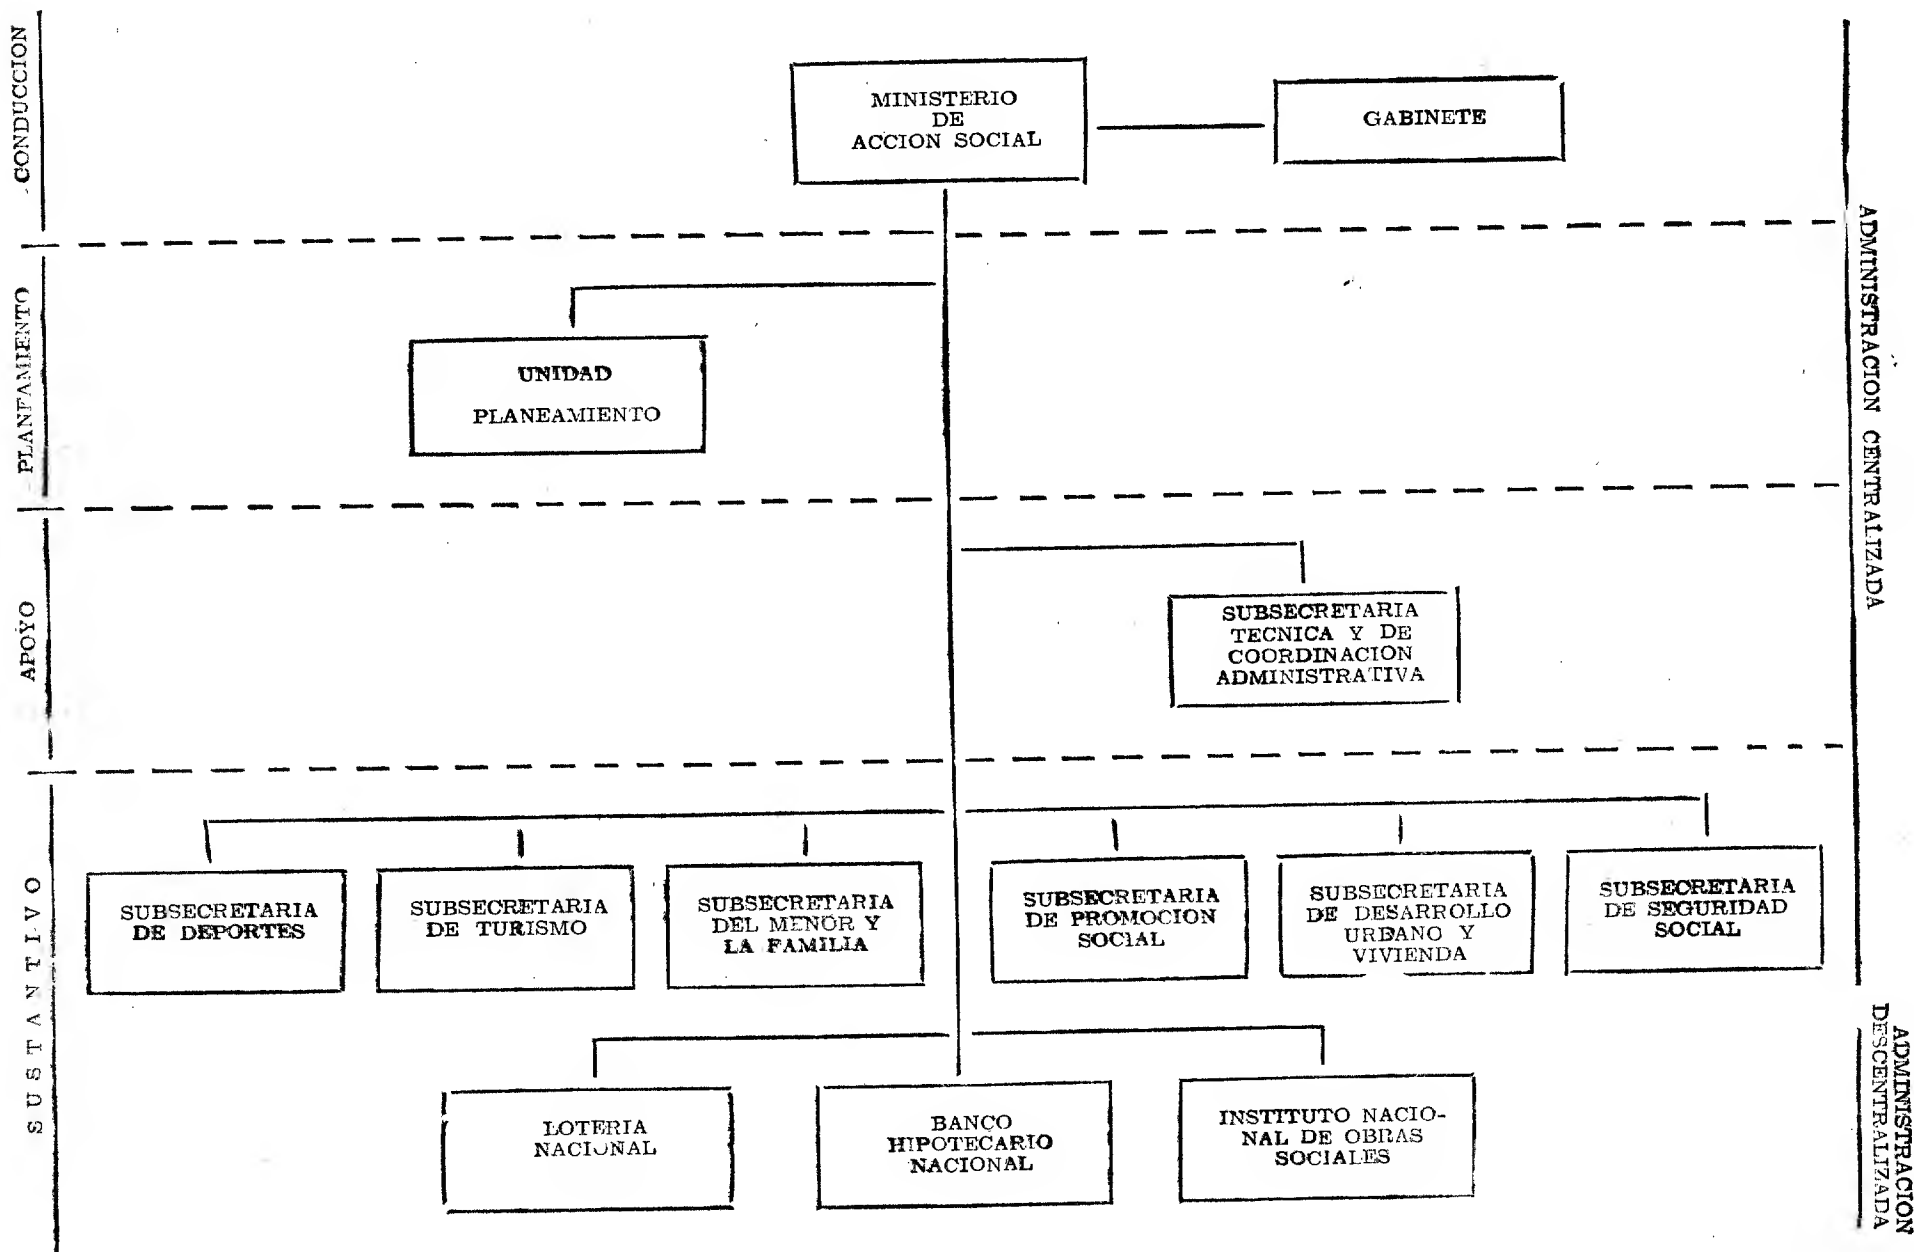 CONDUCCION
MINISTERIO
DE
ACCION SOCIAL
GABINETE
PLANEAMIENTO
UNIDAD
PLANEAMIENTO
ADMINISTRACION CENTRALIZADA
APOYO
SUBSECRETARIA
TECNICA Y DE
COORDINACION
ADMINISTRATIVA
SUSTANTIVO
SUBSECRETARIA
DE DEPORTES
SUBSECRETARIA
DE TURISMO
SUBSECRETARIA
DEL MENOR Y
LA FAMILIA
SUBSECRETARIA
DE PROMOCION
SOCIAL
SUBSECRETARIA
DE DESARROLLO
URBANO Y
VIVIENDA
SUBSECRETARIA
DE SEGURIDAD
SOCIAL
LOTERIA
NACIONAL
BANCO
HIPOTECARIO
NACIONAL
INSTITUTO NACIO-
NAL DE OBRAS
SOCIALES
ADMINISTRACION
DESCENTRALIZADA